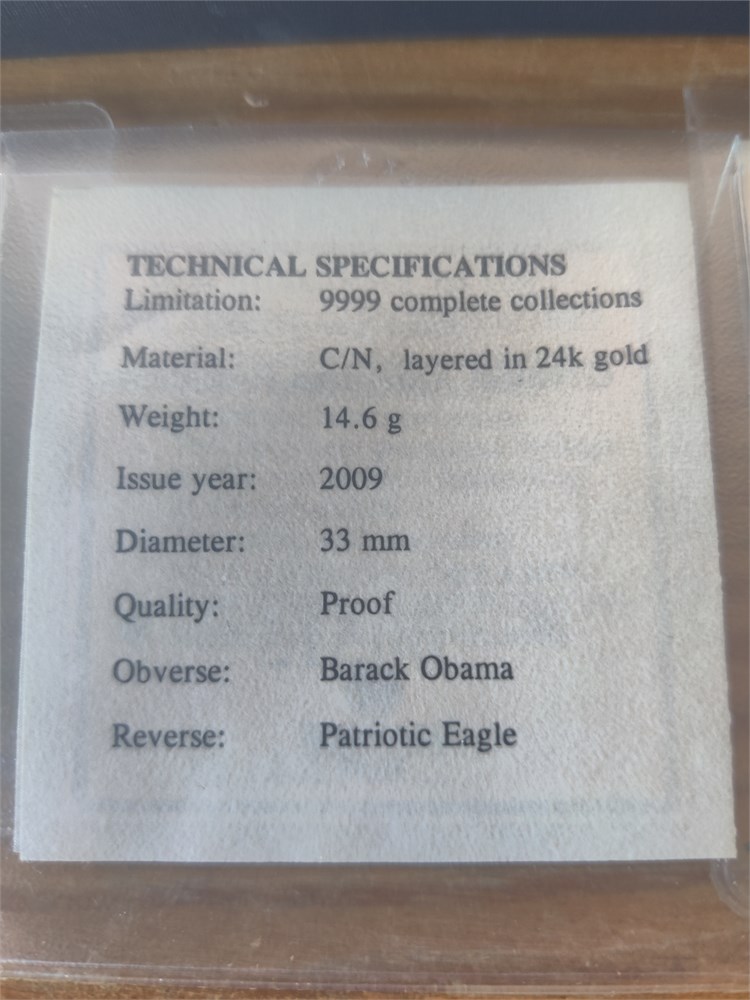 TECHNICAL SPECIFICATIONS
Limitation: 9999 complete collections
Material: C/N, layered in 24k gold
Weight: 14.6 g
Issue year: 2009
Diameter: 33 mm
Quality: Proof
Obverse: Barack Obama
Reverse: Patriotic Eagle